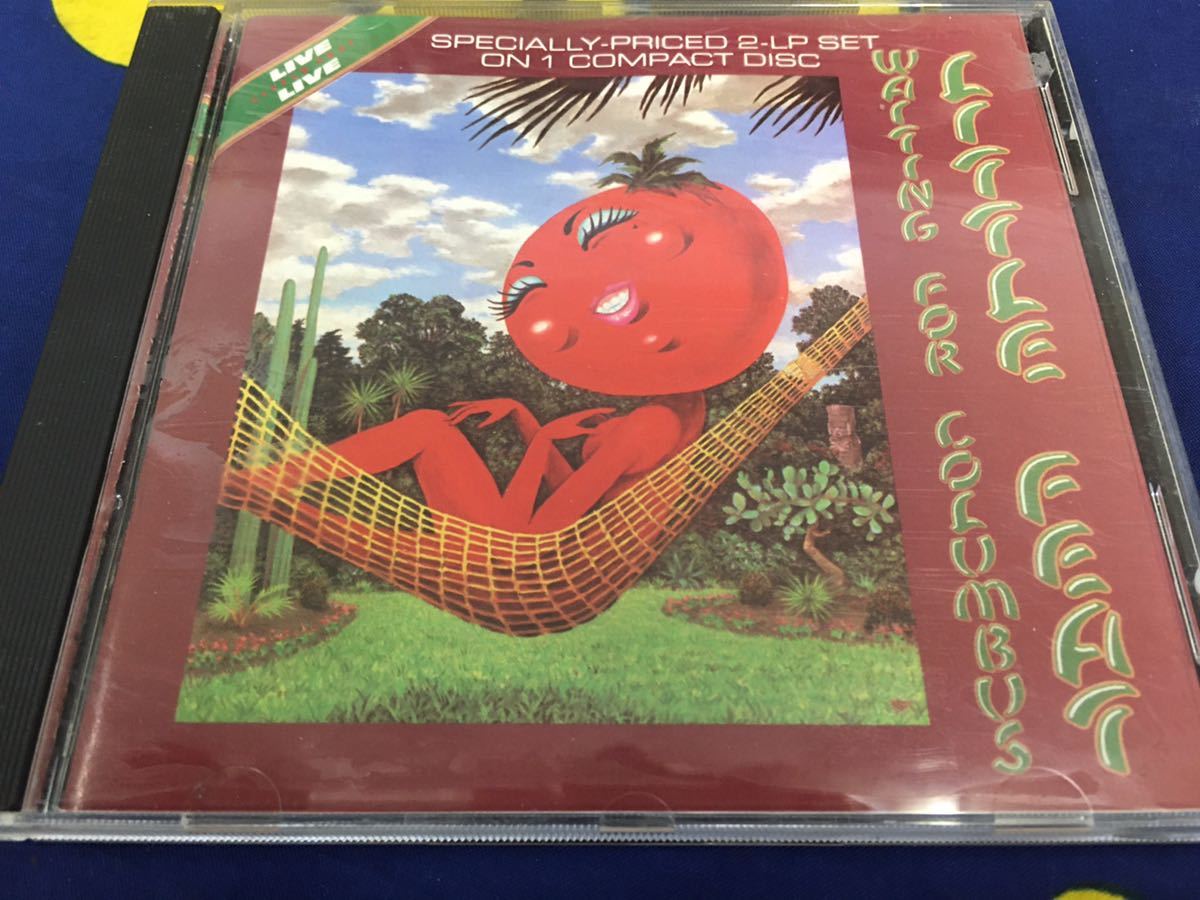 LIVE
LIVE
SPECIALLY-PRICED 2-LP SET
ON 1 COMPACT DISC
LITTLE FEAT
WAITING FOR COLUMBUS